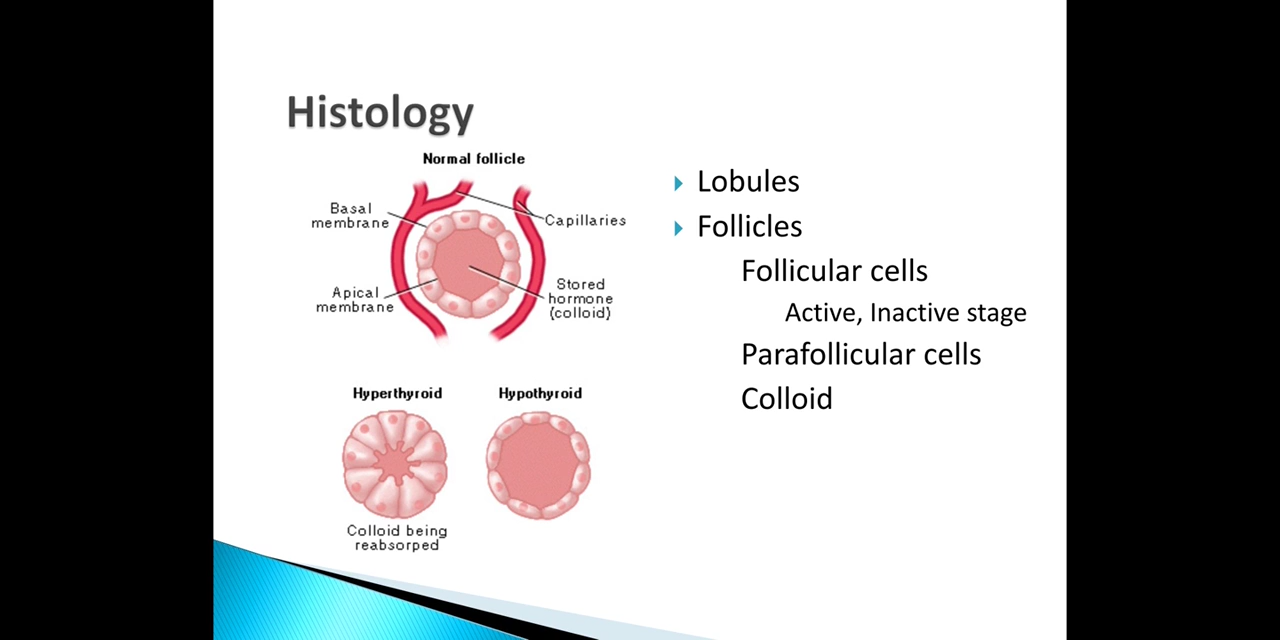 Histology
Normal follicle
Basal
membrane
Capillaries
Apical
membrane
Stored
hormone
(colloid)
Hyperthyroid
Hypothyroid
Colloid being
reabsorped
Lobules
Follicles
Follicular cells
Active, Inactive stage
Parafollicular cells
Colloid